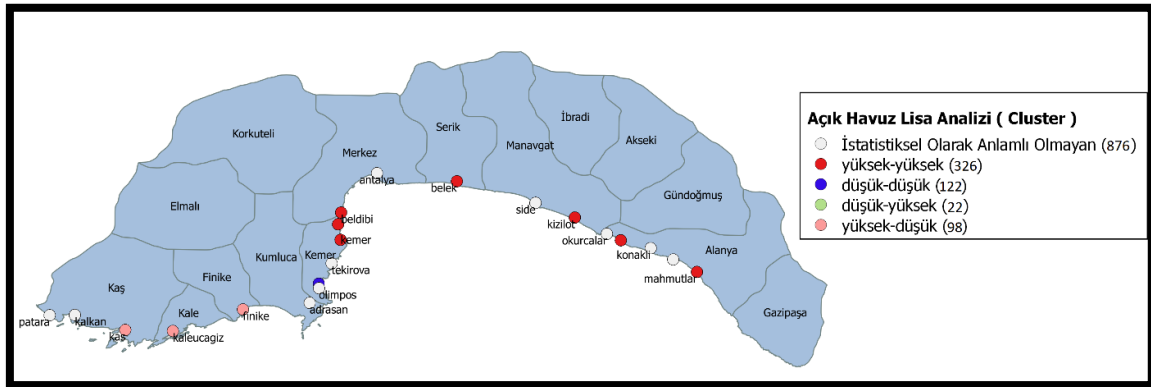 Açık Havuz Lisa Analizi ( Cluster )
İstatistiksel Olarak Anlamlı Olmayan (876)
yüksek-yüksek (326)
düşük-düşük (122)
düşük-yüksek (22)
yüksek-düşük (98)
Korkuteli
Merkez
Serik
Manavgat
İbradi
Akseki
Gündoğmuş
Elmalı
antalya
belek
side
kizilot
okurcalar
beldibi
kemer
Kumluca
Kemer
tekirova
konakli
Alanya
mahmutlar
Kaş
Finike
olimpos
adrasan
Kale
finike
Gazipaşa
patara
kalkan
kaş
kaleucagiz